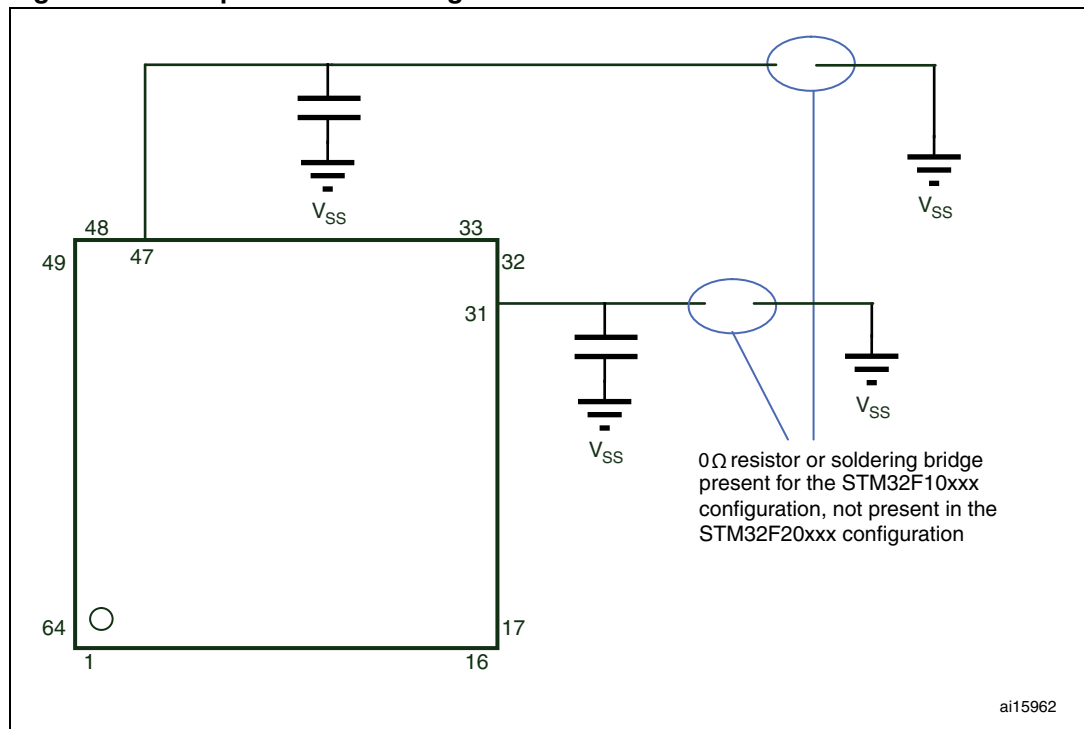 V_SS
V_SS
48
33
49
47
32
31
V_SS
V_SS
0Ω resistor or soldering bridge
present for the STM32F10xxx
configuration, not present in the
STM32F20xxx configuration
64
17
1
16
ai15962